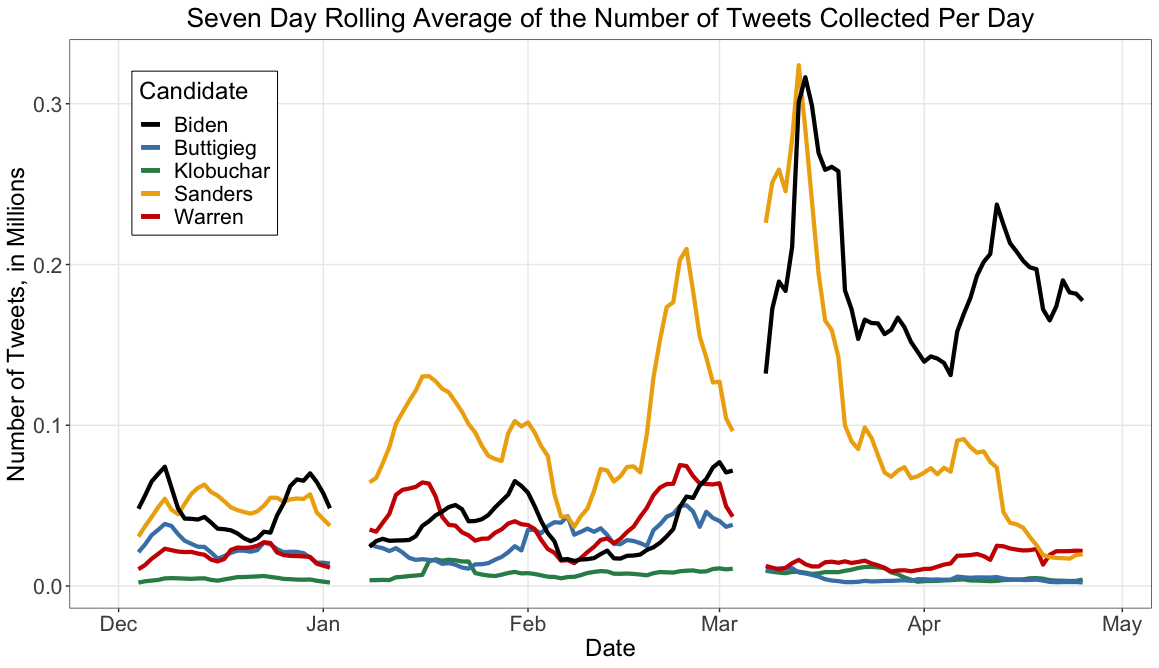 Seven Day Rolling Average of the Number of Tweets Collected Per Day
Number of Tweets, in Millions
0.3
0.2
0.1
0.0
Candidate
Biden
Buttigieg
Klobuchar
Sanders
Warren
Dec Jan Feb Mar Apr May
Date